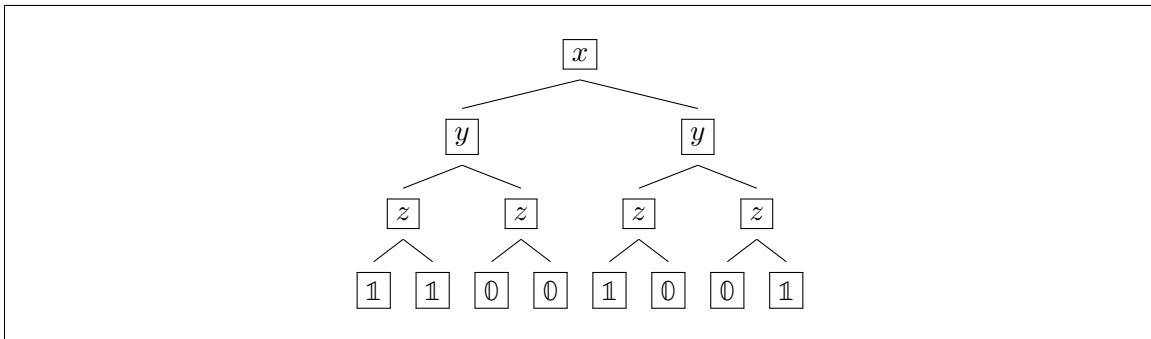 x
y y
z z z z
𝟙 𝟙 𝟘 𝟘 𝟙 𝟘 𝟘 𝟙